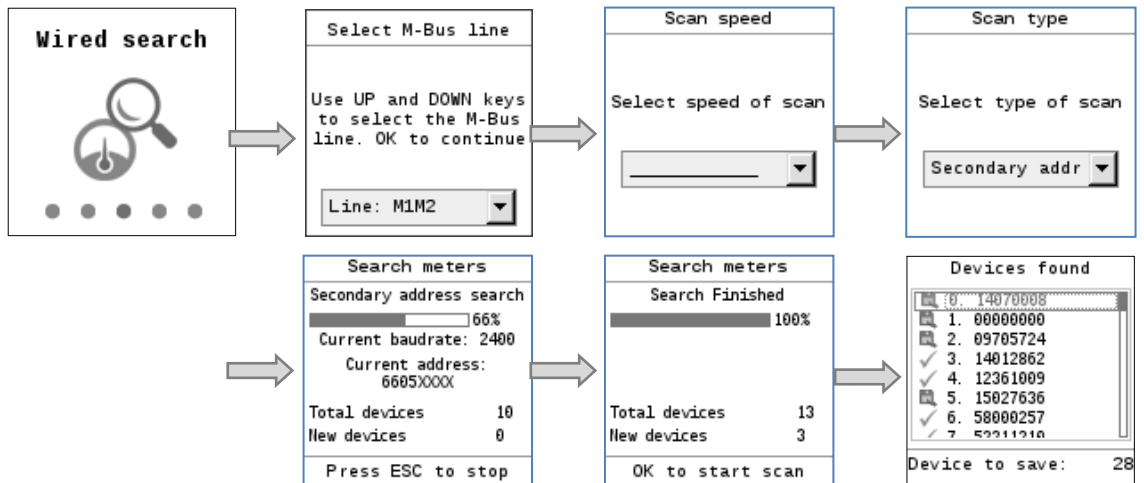 Wired search
Select M-Bus line
Use UP and DOWN keys
to select the M-Bus
line. OK to continue
Line: M1M2
Scan speed
Select speed of scan
Scan type
Select type of scan
Secondary addr
Search meters
Secondary address search
66%
Current baudrate: 2400
Current address:
6605XXXX
Total devices 10
New devices 0
Press ESC to stop
Search meters
Search Finished
100%
Total devices 13
New devices 3
OK to start scan
Devices found
0. 14070008
1. 00000000
2. 09705724
3. 14012862
4. 12361009
5. 15027636
6. 58000257
7. 52211210
Device to save: 28